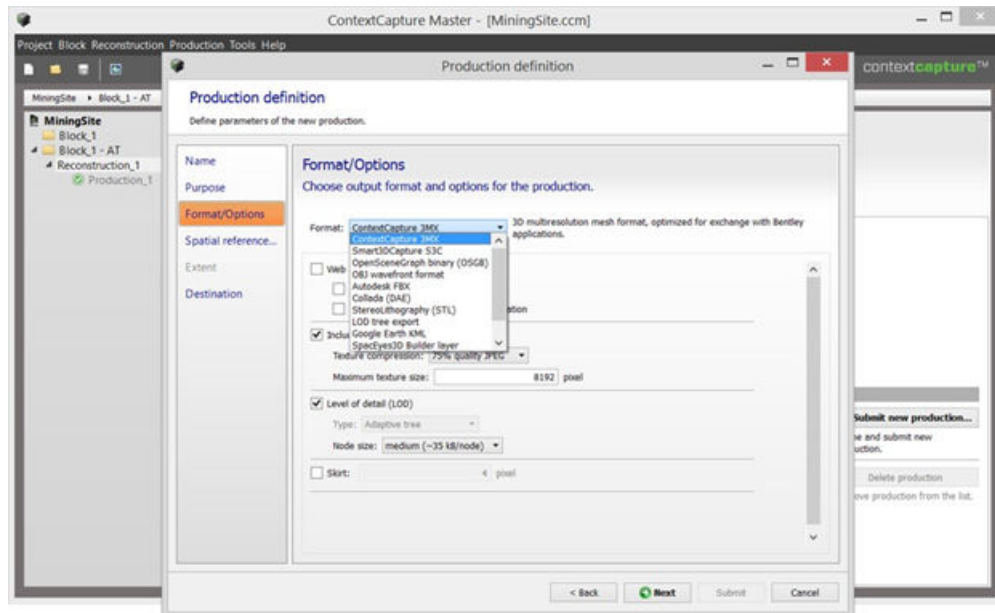 ContextCapture Master - [MiningSite.ccm]
Project Block Reconstruction Production Tools Help
Production definition
contextcapture™
MiningSite Block_1 - AT
Production definition
Define parameters of the new production.
MiningSite
Block_1
Block_1 - AT
Reconstruction_1
Production_1
Name
Purpose
Format/Options
Spatial reference...
Extent
Destination
Format/Options
Choose output format and options for the production.
Format: ContextCapture 3MX
3D multiresolution mesh format, optimized for exchange with Bentley
applications.
ContextCapture 3MX
Smart3DCapture S3C
OpenSceneGraph binary (OSGB)
OBJ wavefront format
Autodesk FBX
Collada (DAE)
StereoLithography (STL)
LOD tree export
Google Earth KML
SpacEyes3D Builder layer
Web
Texture compression: 75% quality JPEG
Maximum texture size: 8192 pixel
Level of detail (LOD)
Type: Adaptive tree
Node size: medium (~35 kB/node)
Skirt: 4 pixel
Submit new production...
and submit new
Delete production
production from the list.
< Back Next Submit Cancel